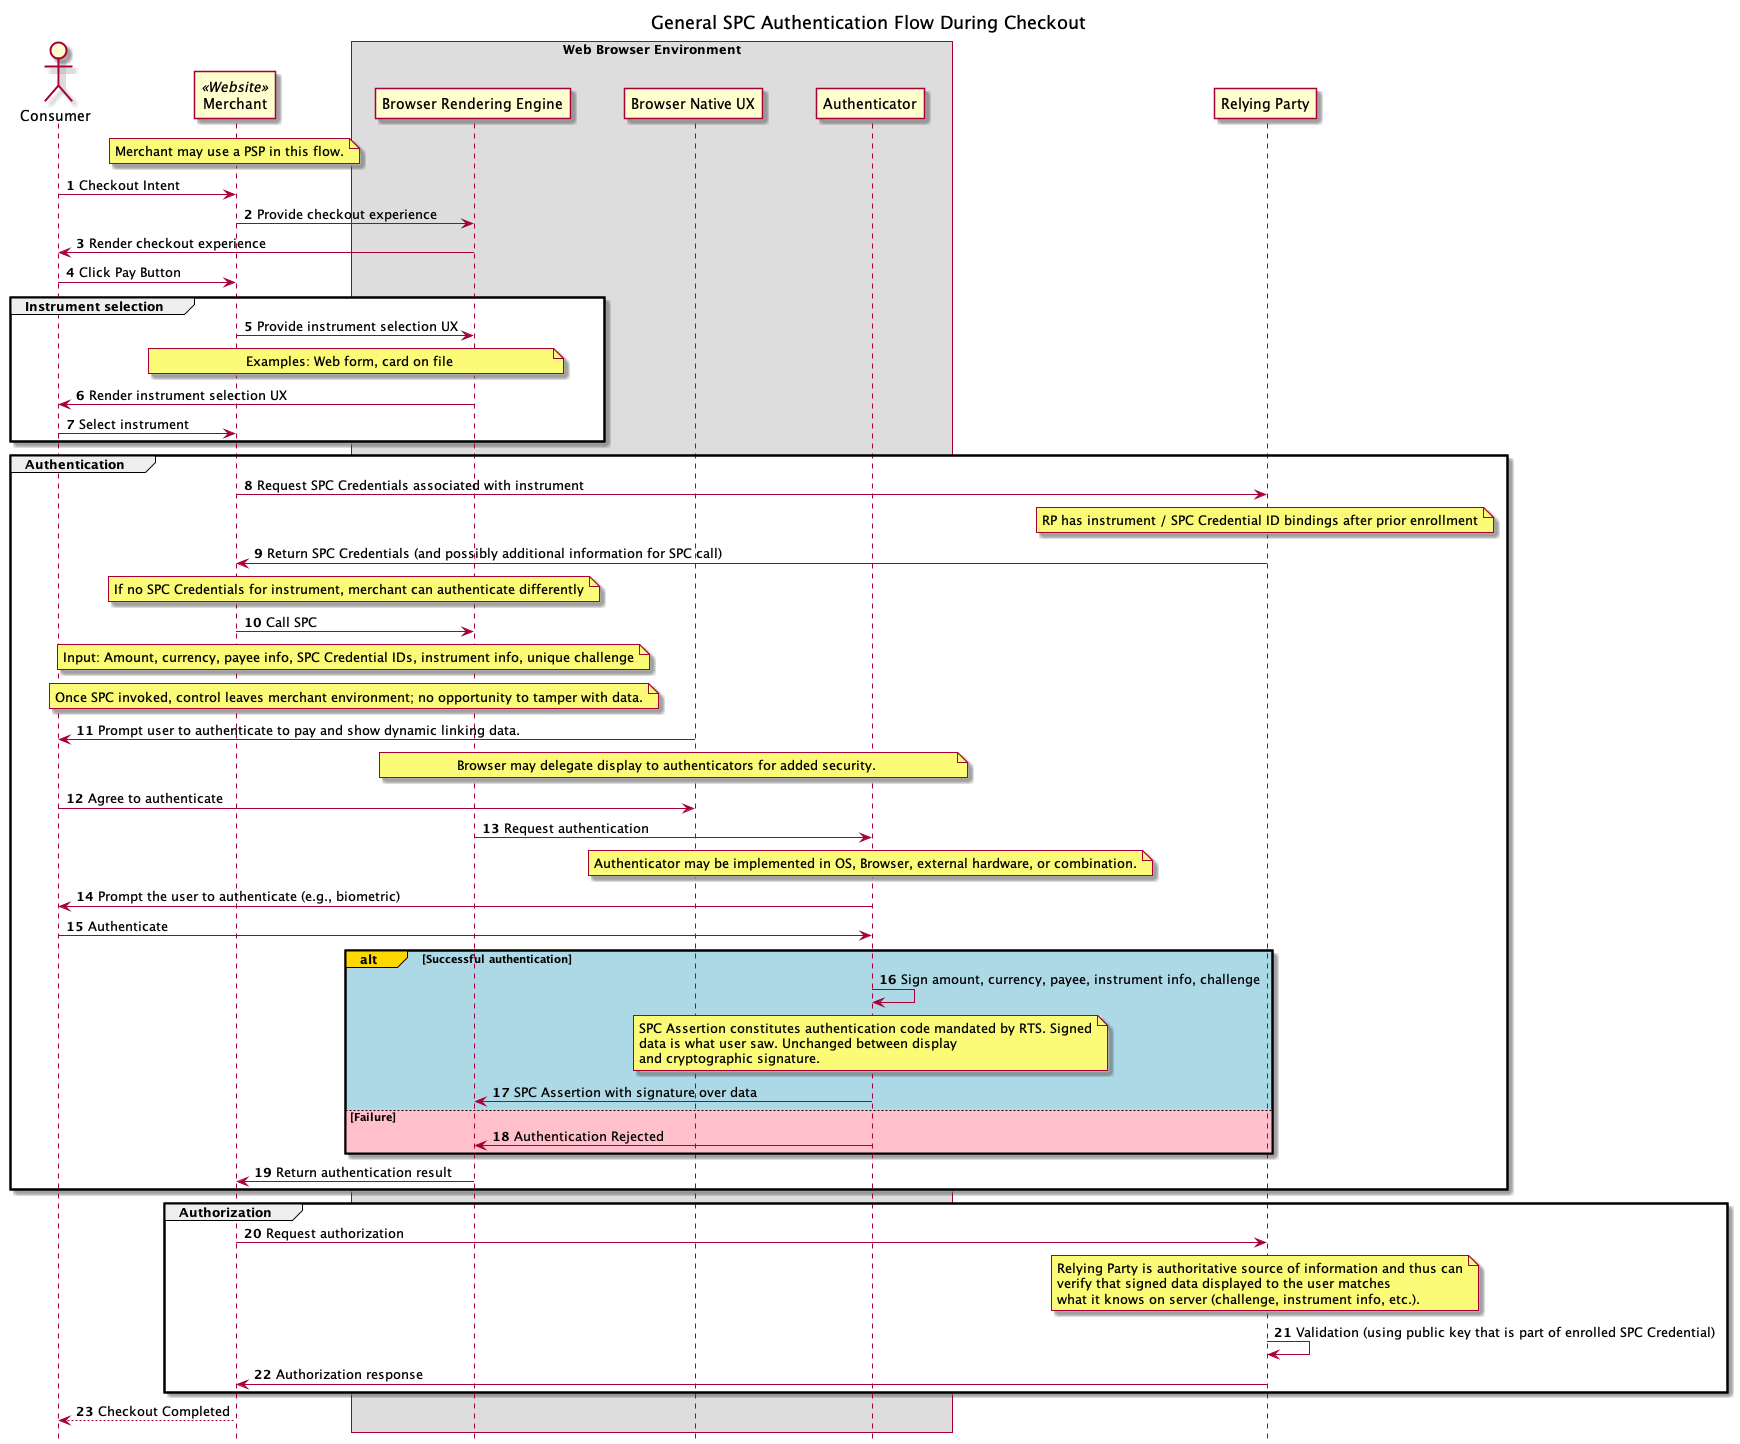 General SPC Authentication Flow During Checkout
Web Browser Environment
Consumer
«Website»
Merchant
Browser Rendering Engine
Browser Native UX
Authenticator
Relying Party
Merchant may use a PSP in this flow.
1 Checkout Intent
2 Provide checkout experience
3 Render checkout experience
4 Click Pay Button
Instrument selection
5 Provide instrument selection UX
Examples: Web form, card on file
6 Render instrument selection UX
7 Select instrument
Authentication
8 Request SPC Credentials associated with instrument
RP has instrument / SPC Credential ID bindings after prior enrollment
9 Return SPC Credentials (and possibly additional information for SPC call)
If no SPC Credentials for instrument, merchant can authenticate differently
10 Call SPC
Input: Amount, currency, payee info, SPC Credential IDs, instrument info, unique challenge
Once SPC invoked, control leaves merchant environment; no opportunity to tamper with data.
11 Prompt user to authenticate to pay and show dynamic linking data.
Browser may delegate display to authenticators for added security.
12 Agree to authenticate
13 Request authentication
Authenticator may be implemented in OS, Browser, external hardware, or combination.
14 Prompt the user to authenticate (e.g., biometric)
15 Authenticate
alt [Successful authentication]
16 Sign amount, currency, payee, instrument info, challenge
SPC Assertion constitutes authentication code mandated by RTS. Signed
data is what user saw. Unchanged between display
and cryptographic signature.
17 SPC Assertion with signature over data
[Failure]
18 Authentication Rejected
19 Return authentication result
Authorization
20 Request authorization
Relying Party is authoritative source of information and thus can
verify that signed data displayed to the user matches
what it knows on server (challenge, instrument info, etc.).
21 Validation (using public key that is part of enrolled SPC Credential)
22 Authorization response
23 Checkout Completed